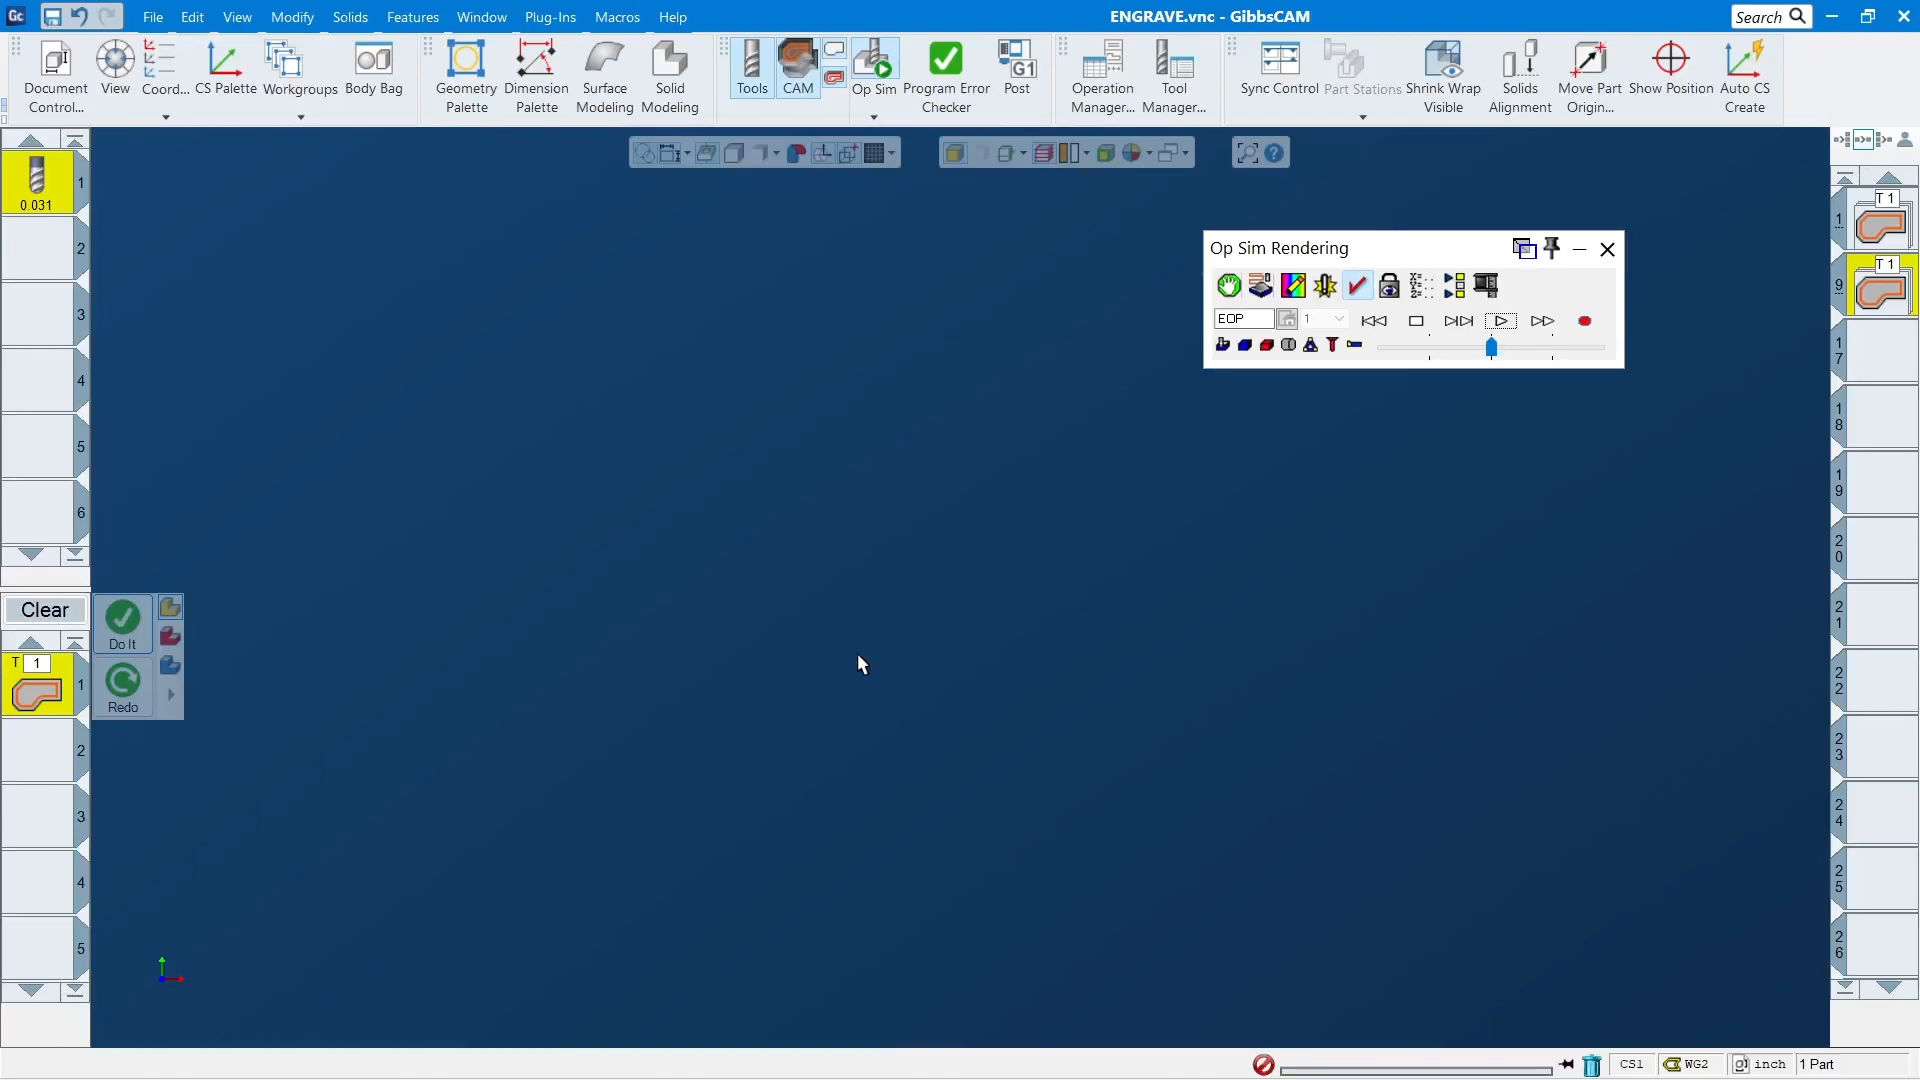 Gc File Edit View Modify Solids Features Window Plug-Ins Macros Help ENGRAVE.vnc - GibbsCAM Search
Document Control... View Coord... CS Palette Workgroups Body Bag Geometry Palette Dimension Palette Surface Modeling Solid Modeling Tools CAM Op Sim Program Error Checker G1 Post Operation Manager... Tool Manager... Sync Control Part Stations Shrink Wrap Visible Solids Alignment Move Part Origin... Show Position Auto CS Create
1
0.031
2
3
4
5
6
Clear
Do It
Redo
T 1
1
2
3
4
5
Op Sim Rendering
EOP 1
T 1
1
T 1
9
17
18
19
20
21
22
23
24
25
26
CS1 WG2 inch 1 Part